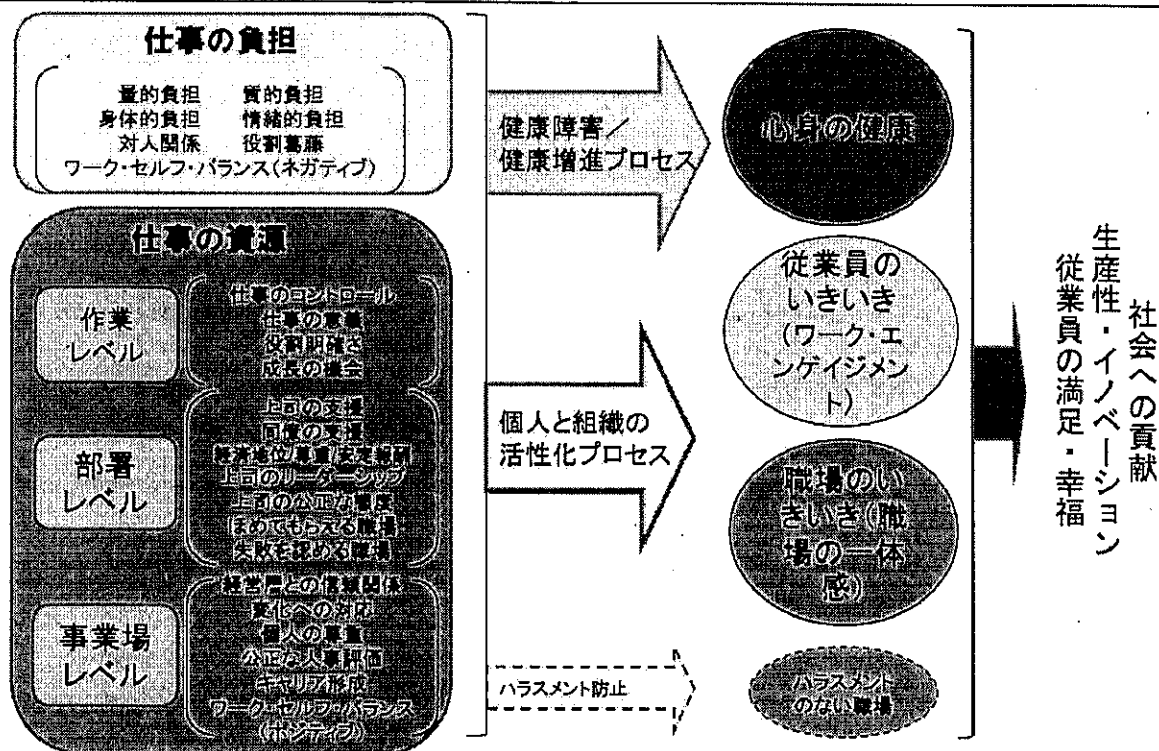 仕事の負担
量的負担 質的負担
身体的負担 情緒的負担
対人関係 役割葛藤
ワーク・セルフ・バランス(ネガティブ)
仕事の資源
作業
レベル
仕事のコントロール
仕事の意義
役割明確さ
成長の機会
部署
レベル
上司の支援
同僚の支援
経済地位/尊重/安定報酬
上司のリーダーシップ
上司の公正な態度
ほめてもらえる職場
失敗を認める職場
事業場
レベル
経営層との信頼関係
変化への対応
個人の尊重
公正な人事評価
キャリア形成
ワーク・セルフ・バランス
(ポジティブ)
健康障害/
健康増進プロセス
個人と組織の
活性化プロセス
ハラスメント防止
心身の健康
従業員の
いきいき
(ワーク・エ
ンゲイジメン
ト)
職場のい
きいき(職
場の一体
感)
ハラスメント
のない職場
社会への貢献
生産性・イノベーション
従業員の満足・幸福